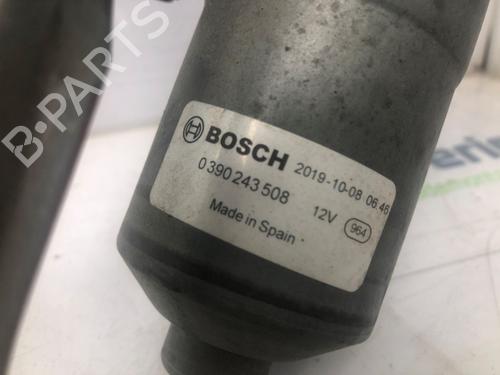 BOSCH 2019-10-08 06:46
0 390 243 508 12V 964
Made in Spain
B-PARTS